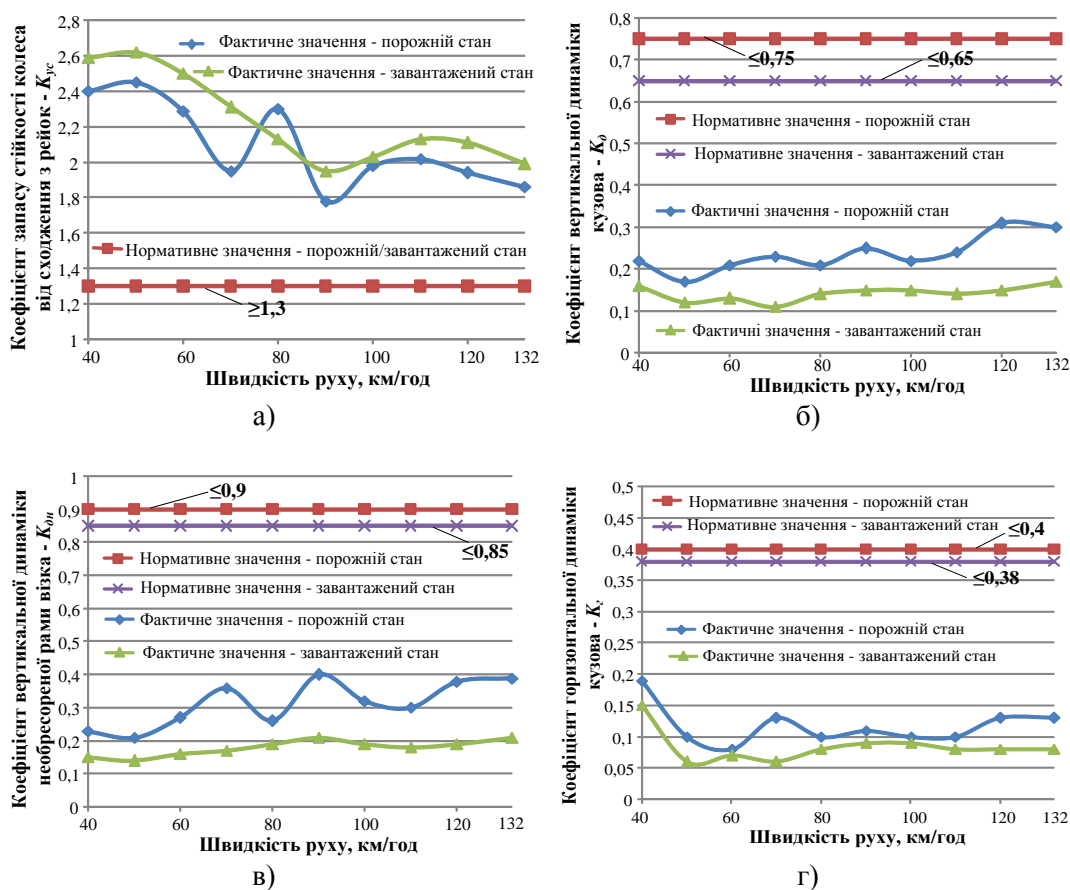 Коефіцієнт запасу стійкості колеса
від сходження з рейок - Kус
2,8
2,6
2,4
2,2
2
1,8
1,6
1,4
1,2
1
Фактичне значення - порожній стан
Фактичне значення - завантажений стан
Нормативне значення - порожній/завантажений стан
≥1,3
40 60 80 100 120 132
Швидкість руху, км/год
а)
Коефіцієнт вертикальної динаміки
кузова - Kд
0,8
0,7
0,6
0,5
0,4
0,3
0,2
0,1
0
≤0,75
≤0,65
Нормативне значення - порожній стан
Нормативне значення - завантажений стан
Фактичні значення - порожній стан
Фактичні значення - завантажений стан
40 60 80 100 120 132
Швидкість руху, км/год
б)
Коефіцієнт вертикальної динаміки
необресореної рами візка - Kдн
1
0,9
0,8
0,7
0,6
0,5
0,4
0,3
0,2
0,1
0
≤0,9
≤0,85
Нормативне значення - порожній стан
Нормативне значення - завантажений стан
Фактичне значення - порожній стан
Фактичне значення - завантажений стан
40 60 80 100 120 132
Швидкість руху, км/год
в)
Коефіцієнт горизонтальної динаміки
кузова - Kг
0,5
0,45
0,4
0,35
0,3
0,25
0,2
0,15
0,1
0,05
0
Нормативне значення - порожній стан
Нормативне значення - завантажений стан
≤0,4
≤0,38
Фактичне значення - порожній стан
Фактичне значення - завантажений стан
40 60 80 100 120 132
Швидкість руху, км/год
г)